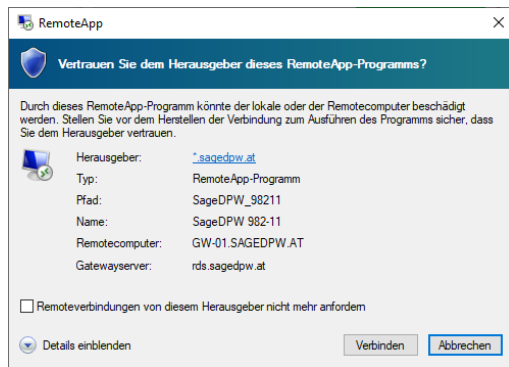 RemoteApp
Vertrauen Sie dem Herausgeber dieses RemoteApp-Programms?
Durch dieses RemoteApp-Programm könnte der lokale oder der Remotecomputer beschädigt
werden. Stellen Sie vor dem Herstellen der Verbindung zum Ausführen des Programms sicher, dass
Sie dem Herausgeber vertrauen.
Herausgeber: *.sagedpw.at
Typ: RemoteApp-Programm
Pfad: SageDPW_98211
Name: SageDPW 982-11
Remotecomputer: GW-01.SAGEDPW.AT
Gatewayserver: rds.sagedpw.at
Remoteverbindungen von diesem Herausgeber nicht mehr anfordern
Details einblenden Verbinden Abbrechen